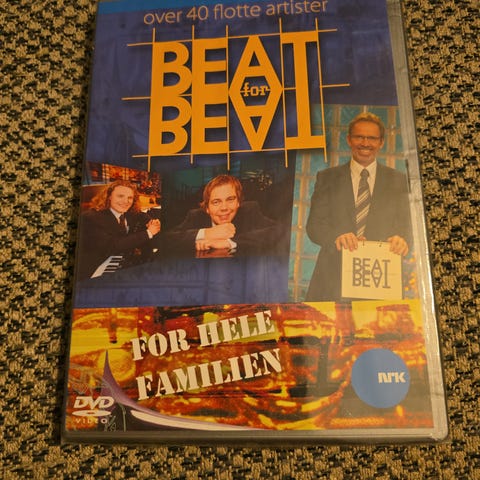 over 40 flotte artister
BEAT
for
BEAT
BEAT
BEAT
FOR HELE
FAMILIEN
NRK
DVD
VIDEO